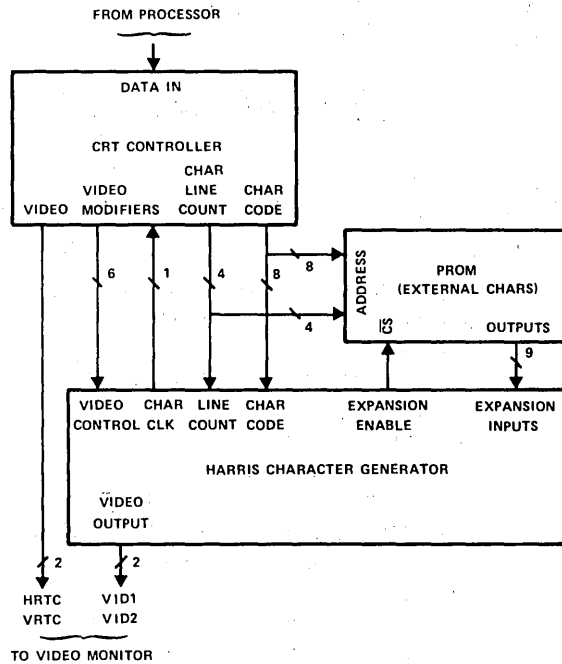 FROM PROCESSOR
DATA IN
CRT CONTROLLER
VIDEO
VIDEO
MODIFIERS
CHAR
LINE
COUNT
CHAR
CODE
6
1
4
8
8
4
ADDRESS
PROM
(EXTERNAL CHARS)
CS
OUTPUTS
9
VIDEO
CONTROL
CHAR
CLK
LINE
COUNT
CHAR
CODE
EXPANSION
ENABLE
EXPANSION
INPUTS
HARRIS CHARACTER GENERATOR
VIDEO
OUTPUT
2
2
HRTC
VRTC
VID1
VID2
TO VIDEO MONITOR